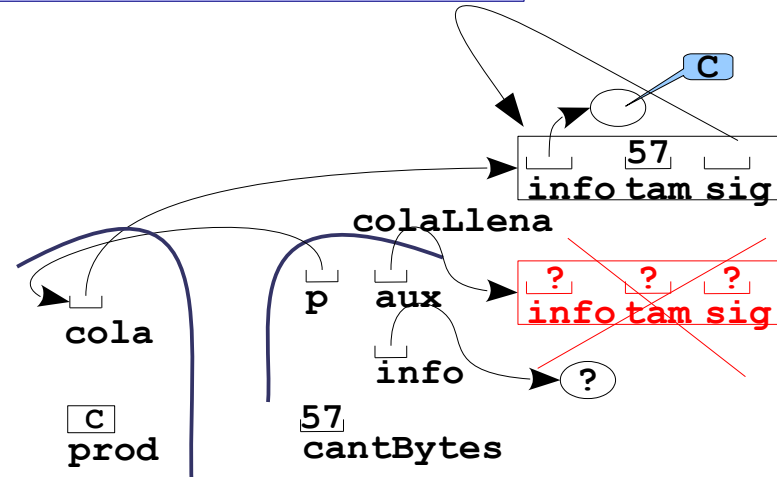 C
57
info tam sig
colaLlena
? ? ?
p aux info tam sig
cola
info ?
C 57
prod cantBytes